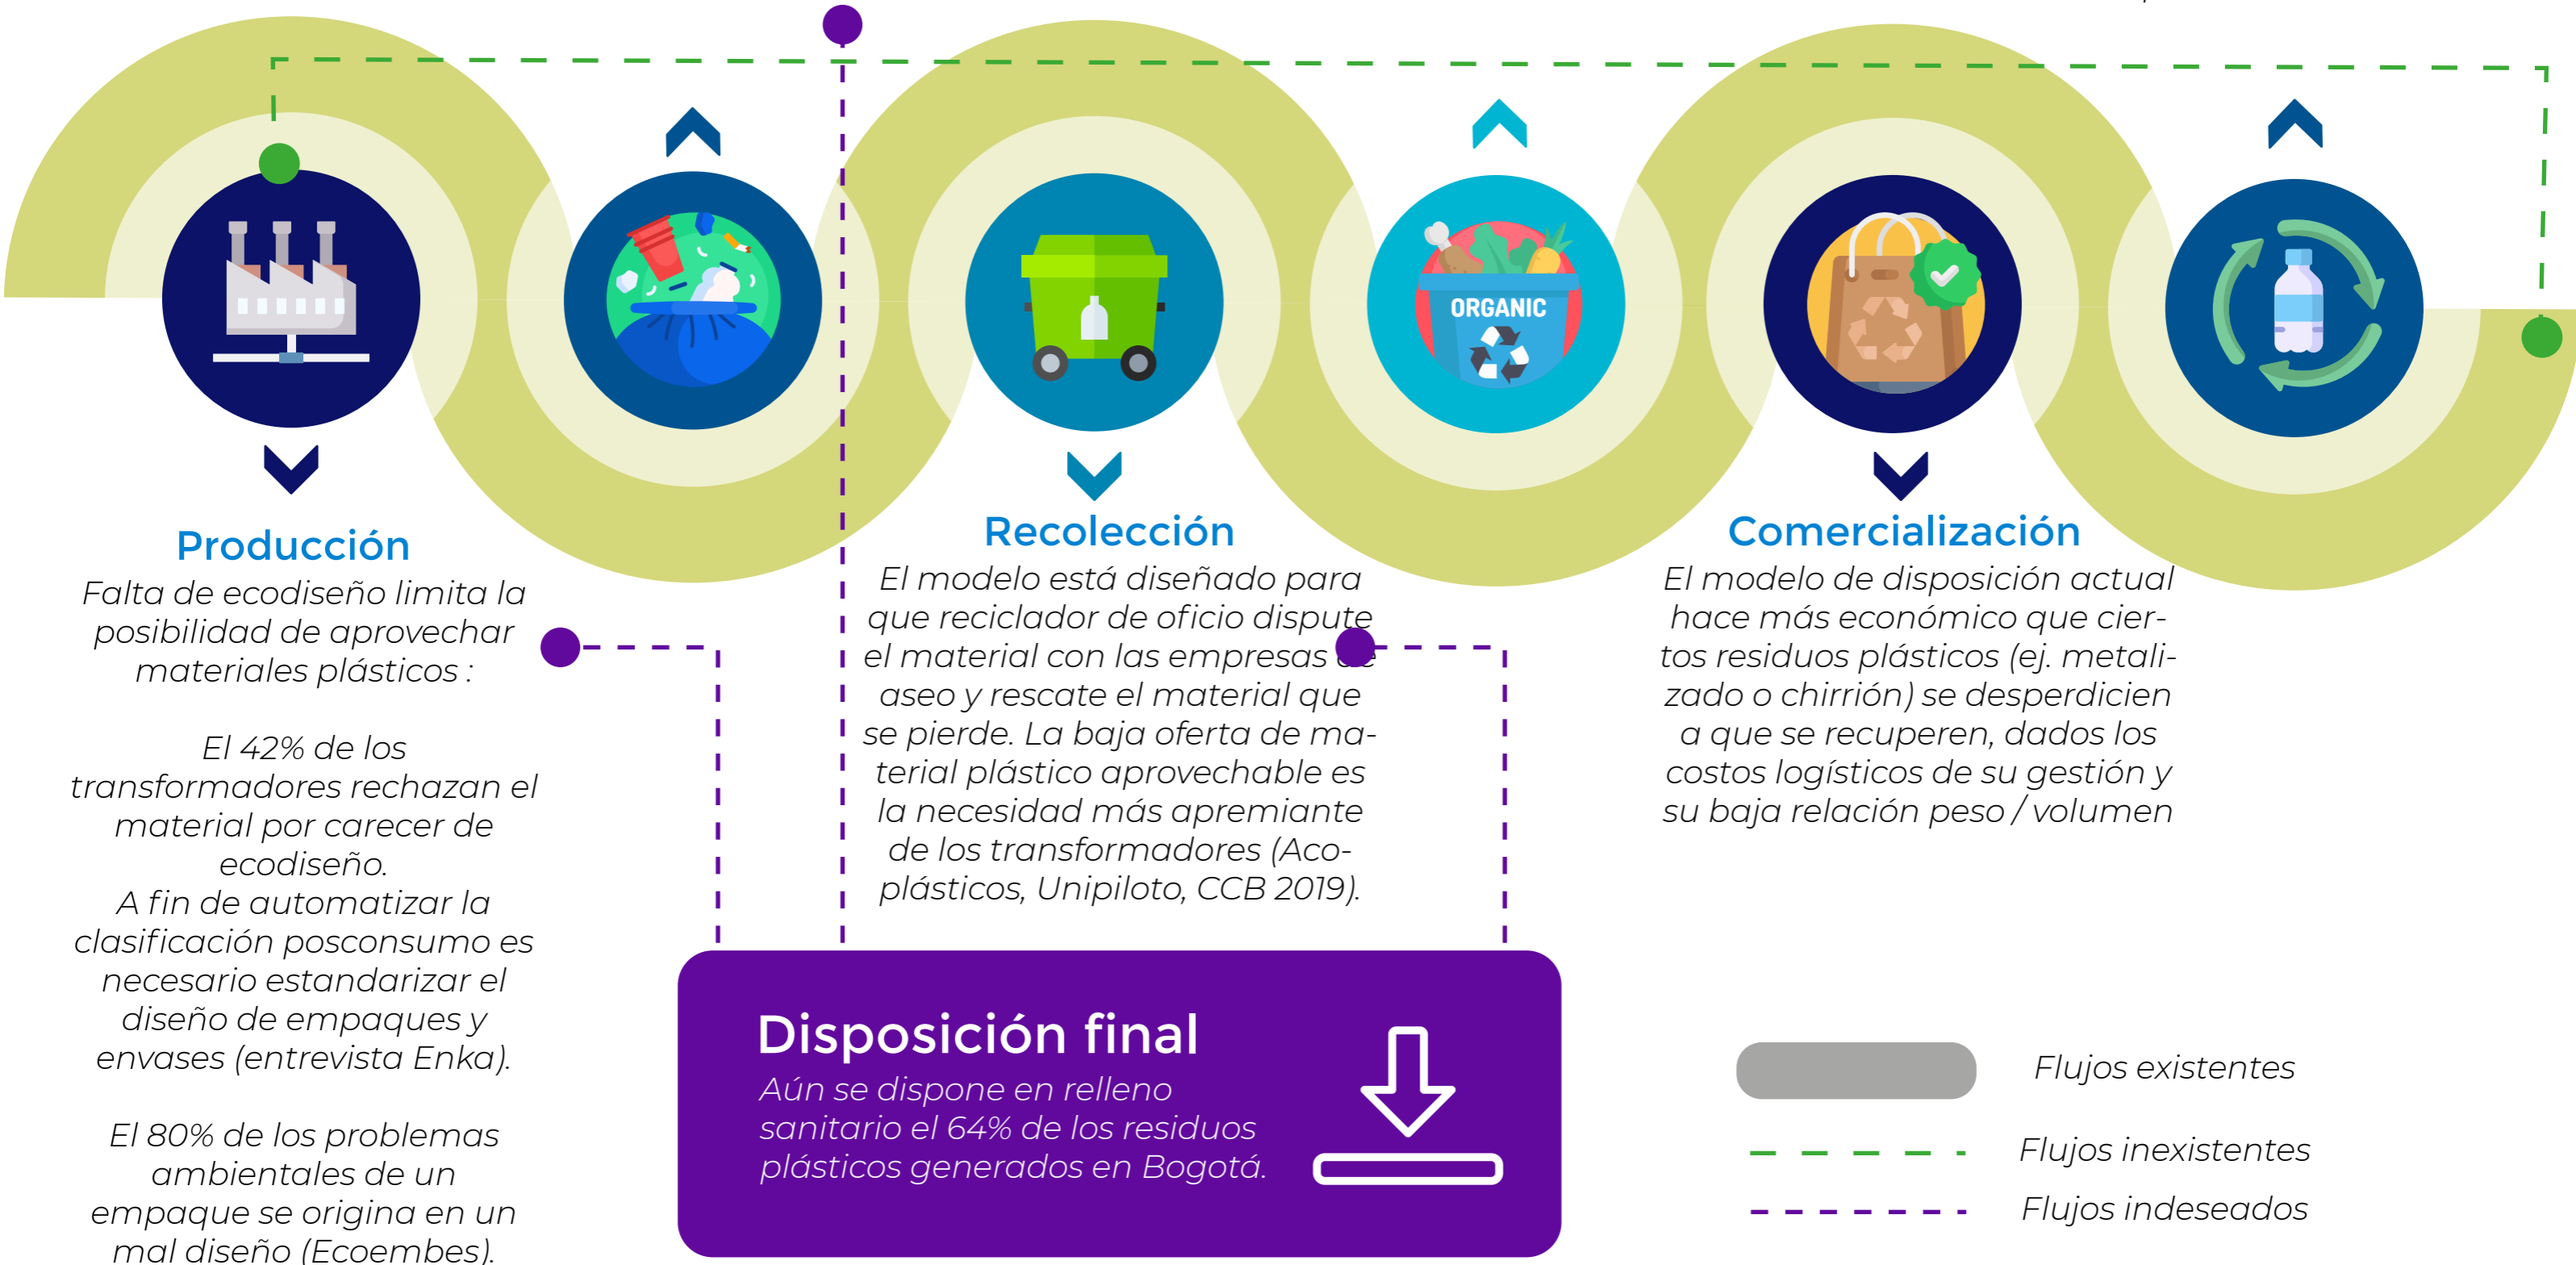 ORGANIC
Producción
Falta de ecodiseño limita la
posibilidad de aprovechar
materiales plásticos :
El 42% de los
transformadores rechazan el
material por carecer de
ecodiseño.
A fin de automatizar la
clasificación posconsumo es
necesario estandarizar el
diseño de empaques y
envases (entrevista Enka).
El 80% de los problemas
ambientales de un
empaque se origina en un
mal diseño (Ecoembes).
Recolección
El modelo está diseñado para
que reciclador de oficio dispute
el material con las empresas de
aseo y rescate el material que
se pierde. La baja oferta de ma-
terial plástico aprovechable es
la necesidad más apremiante
de los transformadores (Aco-
plásticos, Unipiloto, CCB 2019).
Comercialización
El modelo de disposición actual
hace más económico que cier-
tos residuos plásticos (ej. metali-
zado o chirrión) se desperdicien
a que se recuperen, dados los
costos logísticos de su gestión y
su baja relación peso / volumen
Disposición final
Aún se dispone en relleno
sanitario el 64% de los residuos
plásticos generados en Bogotá.
Flujos existentes
Flujos inexistentes
Flujos indeseados